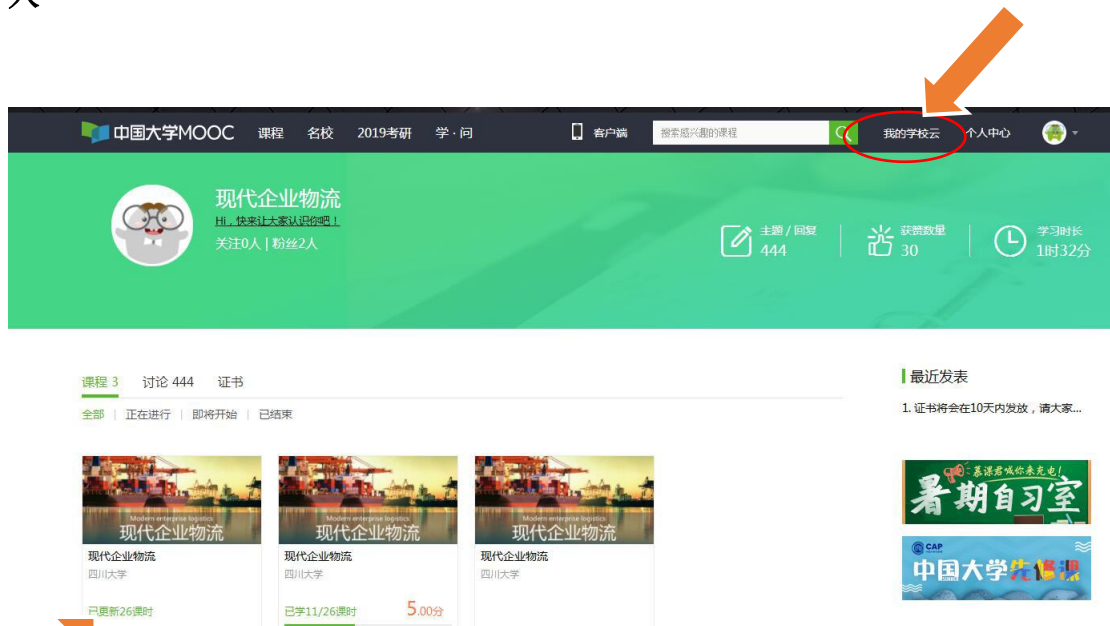 中国大学MOOC 课程 名校 2019考研 学·问 客户端 搜索感兴趣的课程 我的学校云 个人中心
现代企业物流
Hi，快来让大家认识你吧！
关注0人 | 粉丝2人
主题 / 回复
444
获赞数量
30
学习时长
1时32分
课程 3 讨论 444 证书
全部 | 正在进行 | 即将开始 | 已结束
最近发表
1. 证书将会在10天内发放，请大家...
Modern enterprise logistics
现代企业物流
现代企业物流
四川大学
已更新26课时
Modern enterprise logistics
现代企业物流
现代企业物流
四川大学
已学11/26课时 5.00分
Modern enterprise logistics
现代企业物流
现代企业物流
四川大学
慕课君喊你来充电！
暑期自习室
CAP
中国大学先修课